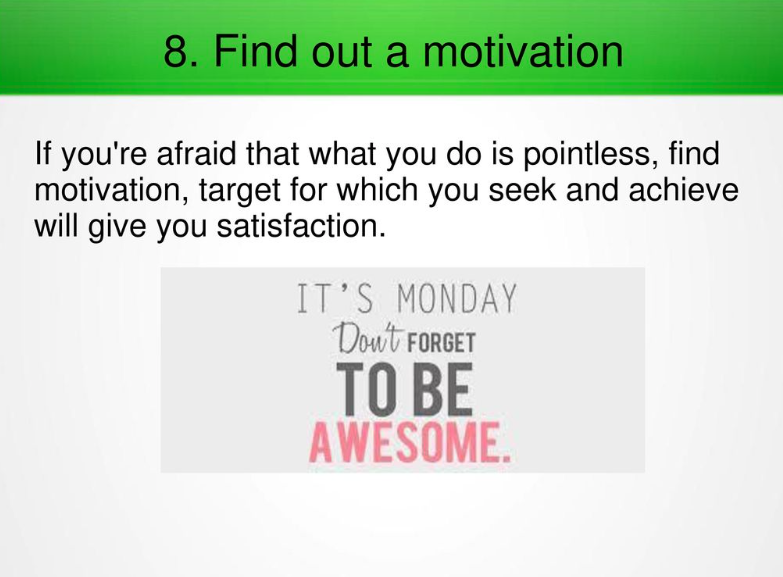 8. Find out a motivation
If you're afraid that what you do is pointless, find
motivation, target for which you seek and achieve
will give you satisfaction.
IT'S MONDAY
Don't FORGET
TO BE
AWESOME.